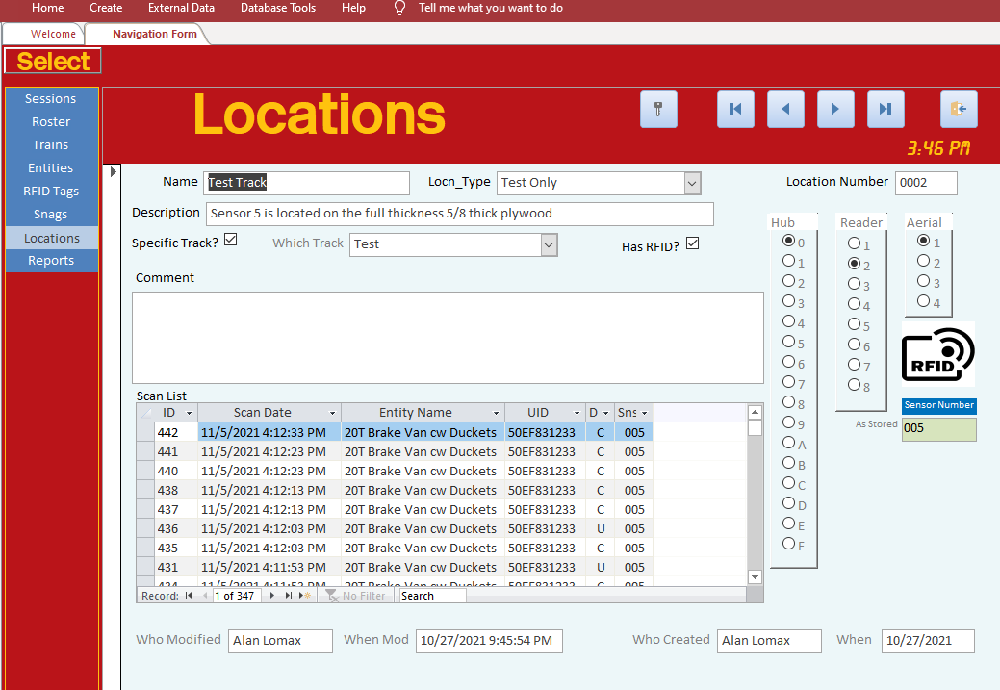 Home Create External Data Database Tools Help Tell me what you want to do
Welcome Navigation Form
Select
Sessions
Roster
Trains
Entities
RFID Tags
Snags
Locations
Reports
Locations
3:46 PM
Name Test Track Locn_Type Test Only Location Number 0002
Description Sensor 5 is located on the full thickness 5/8 thick plywood
Specific Track? Which Track Test Has RFID?
Comment
Hub
0
1
2
3
4
5
6
7
8
9
A
B
C
D
E
F
Reader
1
2
3
4
5
6
7
8
Aerial
1
2
3
4
RFID
Sensor Number
As Stored 005
Scan List
ID Scan Date Entity Name UID D Sns
442 11/5/2021 4:12:33 PM 20T Brake Van cw Duckets 50EF831233 C 005
441 11/5/2021 4:12:23 PM 20T Brake Van cw Duckets 50EF831233 C 005
440 11/5/2021 4:12:23 PM 20T Brake Van cw Duckets 50EF831233 C 005
438 11/5/2021 4:12:13 PM 20T Brake Van cw Duckets 50EF831233 C 005
437 11/5/2021 4:12:13 PM 20T Brake Van cw Duckets 50EF831233 C 005
436 11/5/2021 4:12:03 PM 20T Brake Van cw Duckets 50EF831233 U 005
435 11/5/2021 4:12:03 PM 20T Brake Van cw Duckets 50EF831233 C 005
431 11/5/2021 4:11:53 PM 20T Brake Van cw Duckets 50EF831233 U 005
Record: 1 of 347 No Filter Search
Who Modified Alan Lomax When Mod 10/27/2021 9:45:54 PM Who Created Alan Lomax When 10/27/2021